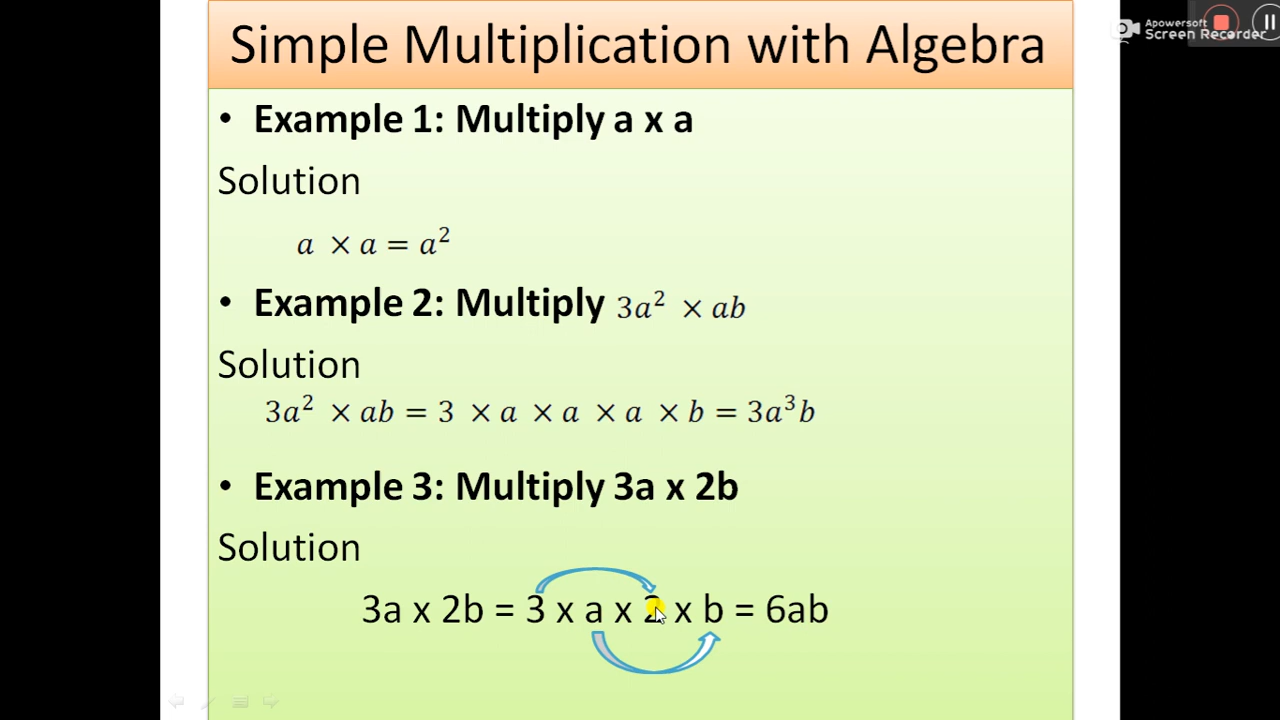 Simple Multiplication with Algebra
Apowersoft
Screen Recorder
• Example 1: Multiply a x a
Solution
a × a = a²
• Example 2: Multiply 3a² × ab
Solution
3a² × ab = 3 × a × a × a × b = 3a³b
• Example 3: Multiply 3a x 2b
Solution
3a x 2b = 3 x a x 2 x b = 6ab